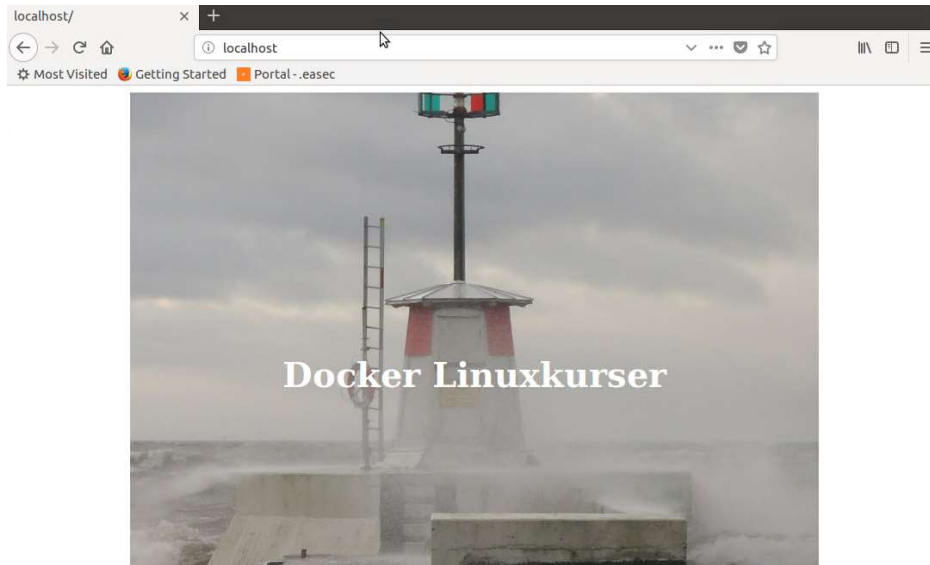 localhost/
localhost
Most Visited Getting Started Portal - .easec
Docker Linuxkurser